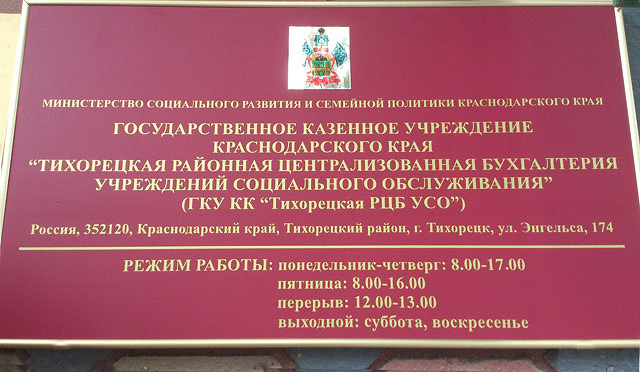 МИНИСТЕРСТВО СОЦИАЛЬНОГО РАЗВИТИЯ И СЕМЕЙНОЙ ПОЛИТИКИ КРАСНОДАРСКОГО КРАЯ
ГОСУДАРСТВЕННОЕ КАЗЕННОЕ УЧРЕЖДЕНИЕ
КРАСНОДАРСКОГО КРАЯ
“ТИХОРЕЦКАЯ РАЙОННАЯ ЦЕНТРАЛИЗОВАННАЯ БУХГАЛТЕРИЯ
УЧРЕЖДЕНИЙ СОЦИАЛЬНОГО ОБСЛУЖИВАНИЯ”
(ГКУ КК “Тихорецкая РЦБ УСО”)
Россия, 352120, Краснодарский край, Тихорецкий район, г. Тихорецк, ул. Энгельса, 174
РЕЖИМ РАБОТЫ: понедельник-четверг: 8.00-17.00
пятница: 8.00-16.00
перерыв: 12.00-13.00
выходной: суббота, воскресенье